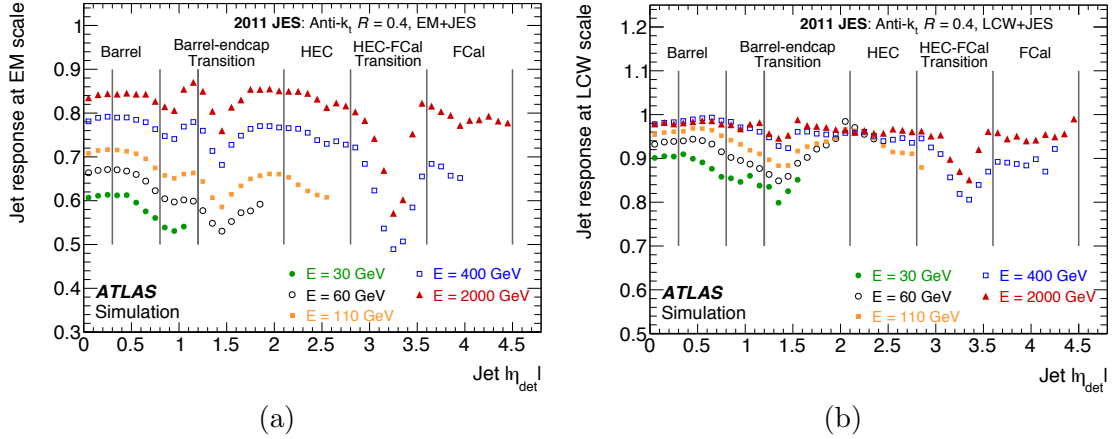 Jet response at EM scale
2011 JES: Anti-kt R = 0.4, EM+JES
Barrel
Barrel-endcap
Transition
HEC
HEC-FCal
Transition
FCal
1
0.9
0.8
0.7
0.6
0.5
0.4
0.3
E = 30 GeV
E = 60 GeV
E = 110 GeV
E = 400 GeV
E = 2000 GeV
ATLAS
Simulation
0 0.5 1 1.5 2 2.5 3 3.5 4 4.5
Jet |ηdet|
(a)
Jet response at LCW scale
2011 JES: Anti-kt R = 0.4, LCW+JES
Barrel
Barrel-endcap
Transition
HEC
HEC-FCal
Transition
FCal
1.2
1.1
1
0.9
0.8
0.7
0.6
0.5
E = 30 GeV
E = 60 GeV
E = 110 GeV
E = 400 GeV
E = 2000 GeV
ATLAS
Simulation
0 0.5 1 1.5 2 2.5 3 3.5 4 4.5
Jet |ηdet|
(b)